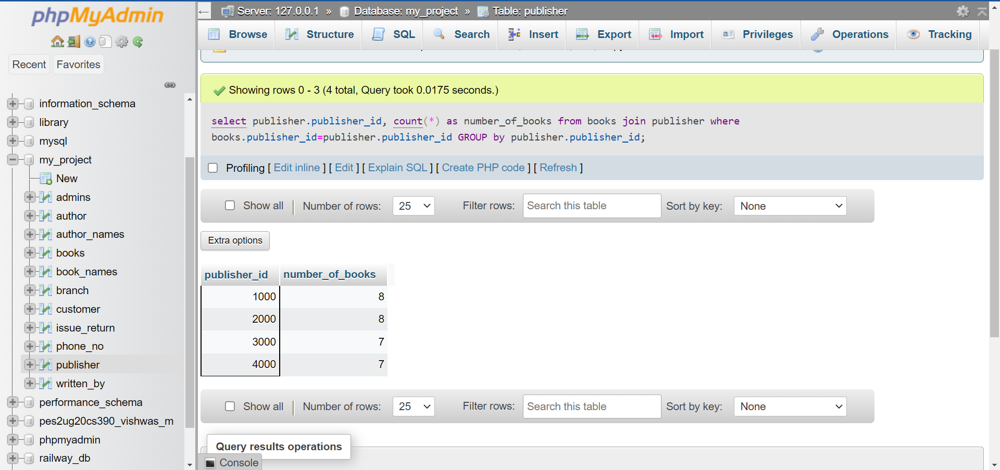 phpMyAdmin
Recent
Favorites
information_schema
library
mysql
my_project
New
admins
author
author_names
books
book_names
branch
customer
issue_return
phone_no
publisher
written_by
performance_schema
pes2ug20cs390_vishwas_m
phpmyadmin
railway_db
Server: 127.0.0.1 » Database: my_project » Table: publisher
Browse Structure SQL Search Insert Export Import Privileges Operations Tracking
Showing rows 0 - 3 (4 total, Query took 0.0175 seconds.)
select publisher.publisher_id, count(*) as number_of_books from books join publisher where
books.publisher_id=publisher.publisher_id GROUP by publisher.publisher_id;
Profiling [ Edit inline ] [ Edit ] [ Explain SQL ] [ Create PHP code ] [ Refresh ]
Show all Number of rows: 25 Filter rows: Search this table Sort by key: None
Extra options
publisher_id number_of_books
1000 8
2000 8
3000 7
4000 7
Show all Number of rows: 25 Filter rows: Search this table Sort by key: None
Query results operations
Console